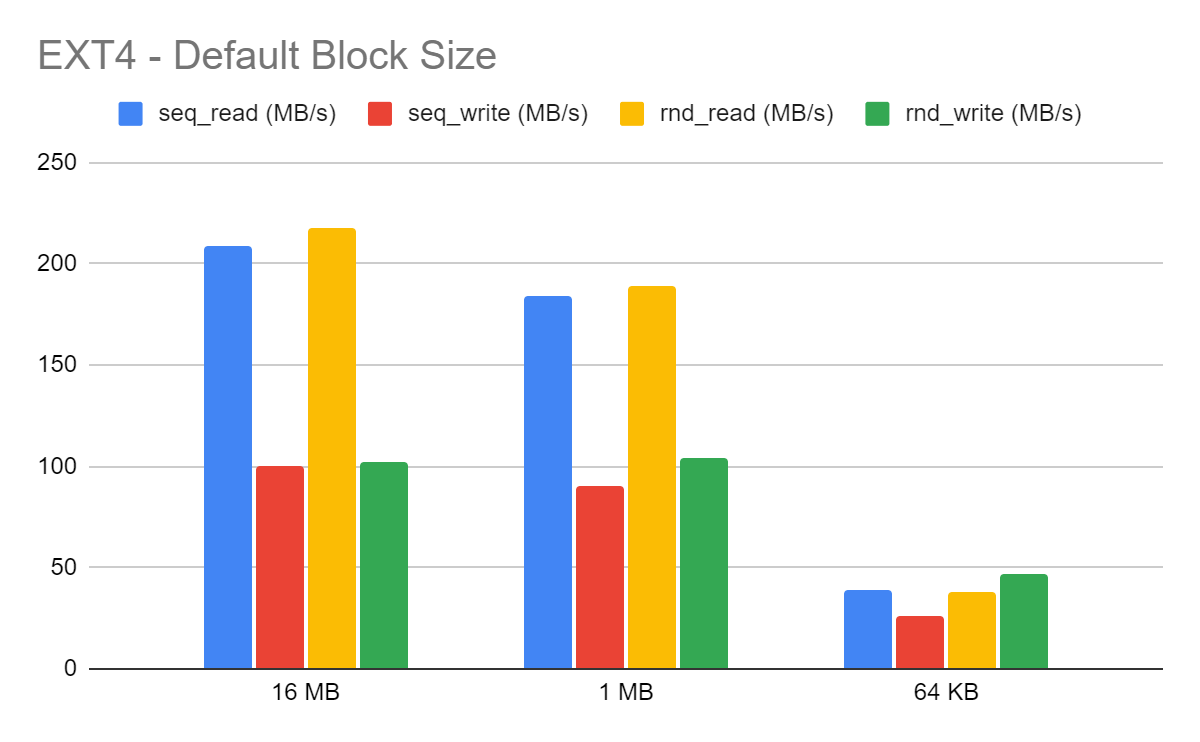 EXT4 - Default Block Size
seq_read (MB/s) seq_write (MB/s) rnd_read (MB/s) rnd_write (MB/s)
250
200
150
100
50
0
16 MB 1 MB 64 KB